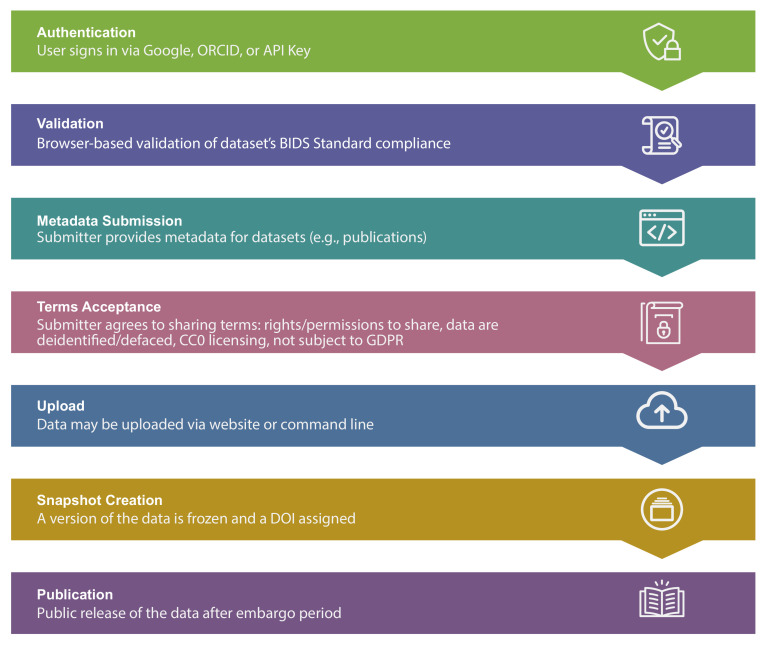 Authentication
User signs in via Google, ORCID, or API Key
Validation
Browser-based validation of dataset's BIDS Standard compliance
Metadata Submission
Submitter provides metadata for datasets (e.g., publications)
Terms Acceptance
Submitter agrees to sharing terms: rights/permissions to share, data are
deidentified/defaced, CC0 licensing, not subject to GDPR
Upload
Data may be uploaded via website or command line
Snapshot Creation
A version of the data is frozen and a DOI assigned
Publication
Public release of the data after embargo period